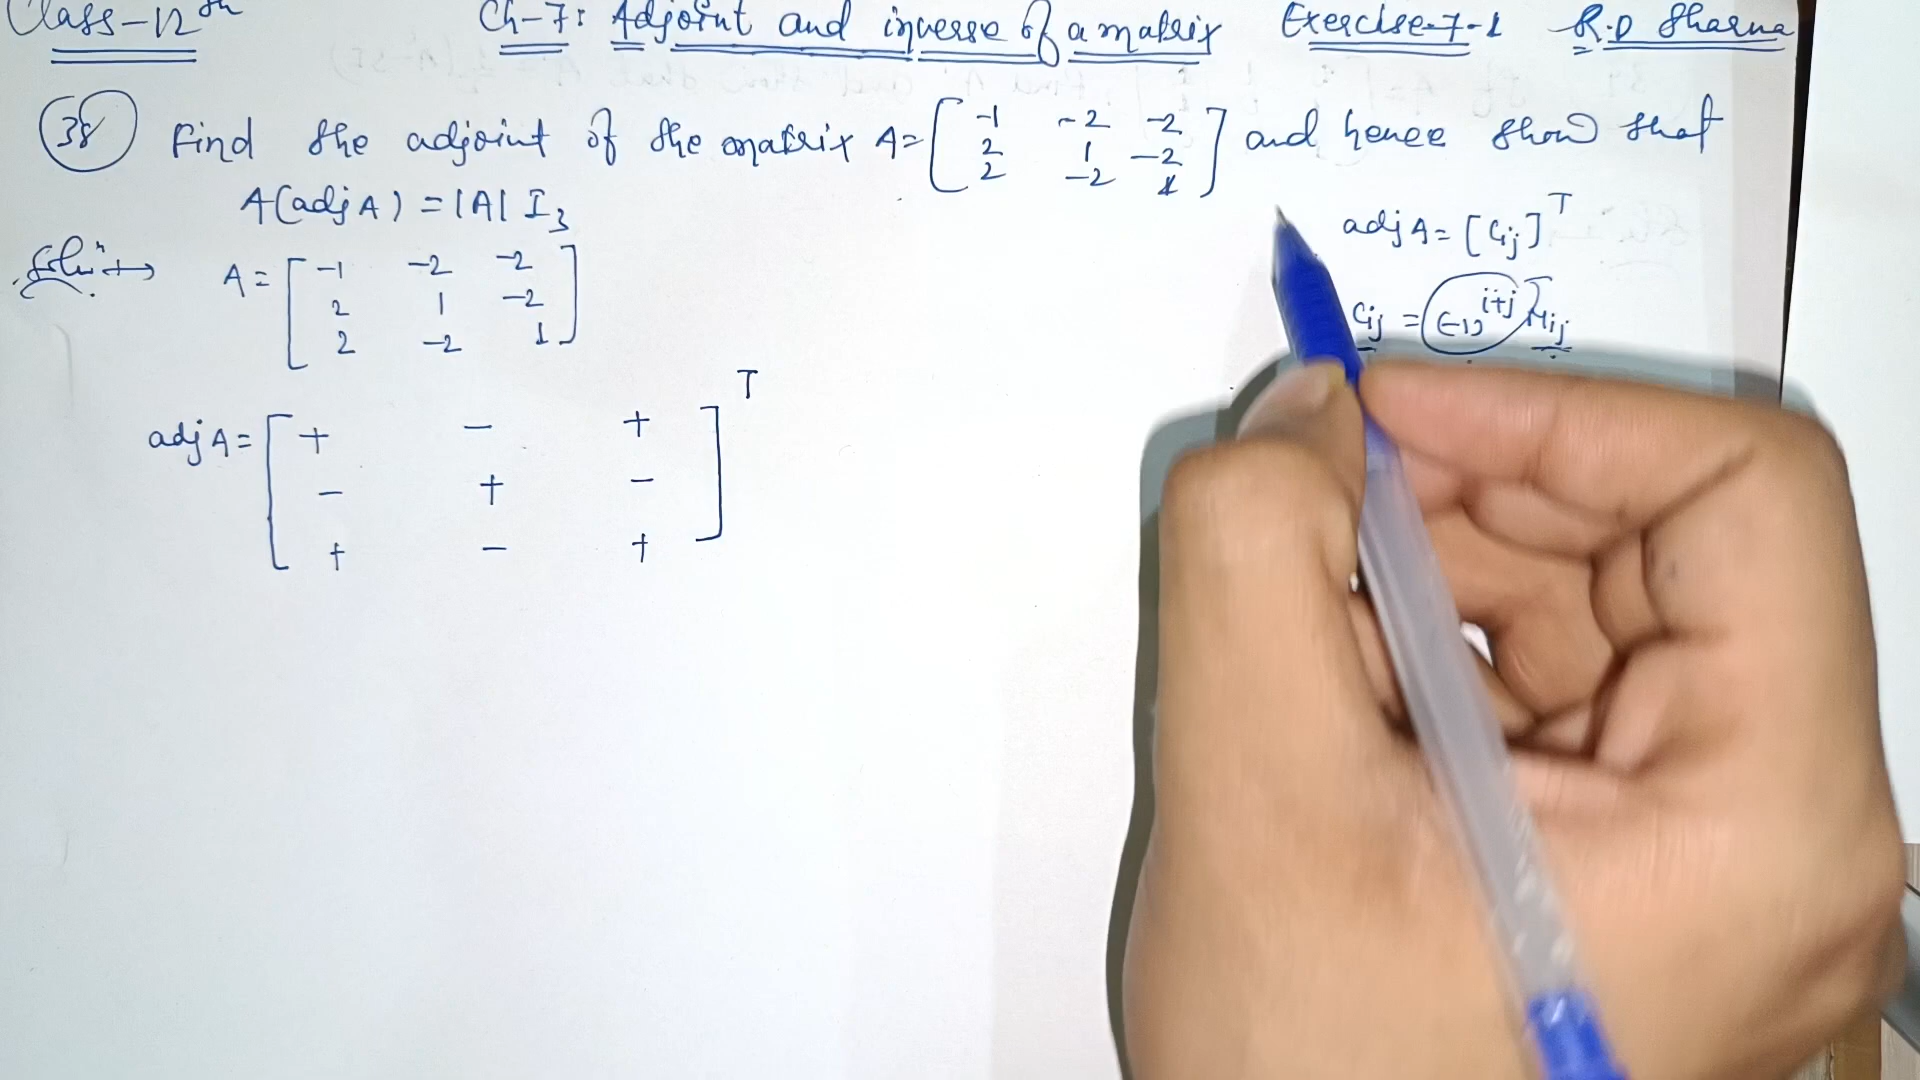 Class-12th Ch-7: Adjoint and inverse of a matrix Exercise-7.1 R.D Sharma
38 Find the adjoint of the matrix A= [ -1 -2 -2
2 1 -2
2 -2 1 ] and hence show that
A(adj A) = |A| I3
Soln→ A= [ -1 -2 -2
2 1 -2
2 -2 1 ]
adj A= [Cij]^T
Cij = (-1)^i+j Mij
adj A= [ + - +
- + -
+ - + ]^T